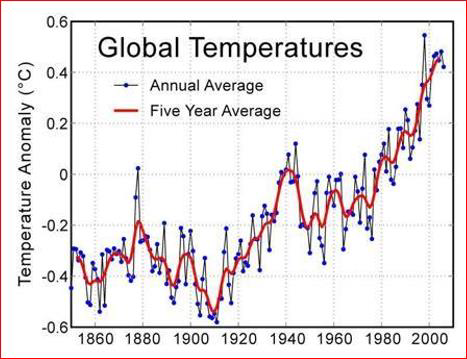 Global Temperatures
Annual Average
Five Year Average
Temperature Anomaly (°C)
0.6
0.4
0.2
0
-0.2
-0.4
-0.6
1860 1880 1900 1920 1940 1960 1980 2000